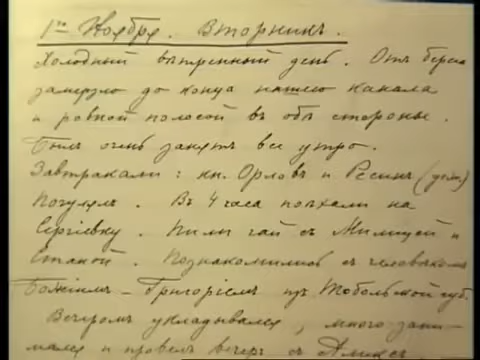 1го Ноября. Вторникъ.
Холодный вѣтренный день. Отъ берега
замерзло до конца нашего канала
и ровной полосой въ обѣ стороны.
Былъ очень занятъ все утро.
Завтракали: кн. Орловъ и Ресинъ (деж.)
Погулялъ. Въ 4 часа поѣхали на
Сергіевку. Пили чай съ Милицей и
Станой. Познакомились съ человѣкомъ
Божіимъ - Григоріемъ изъ Тобольской губ.
Вечеромъ укладывался, много зани-
мался и провелъ вечеръ съ Аликс